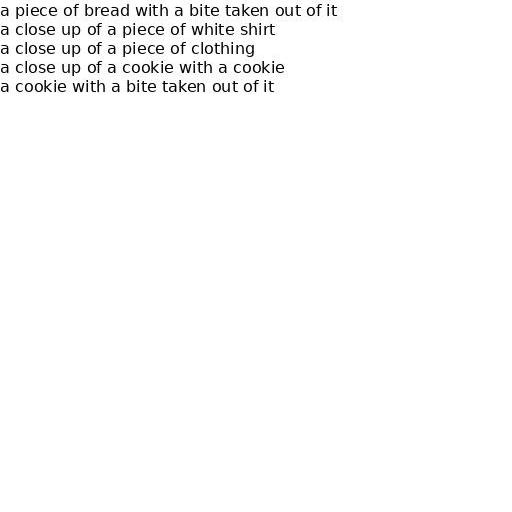 a piece of bread with a bite taken out of it
a close up of a piece of white shirt
a close up of a piece of clothing
a close up of a cookie with a cookie
a cookie with a bite taken out of it